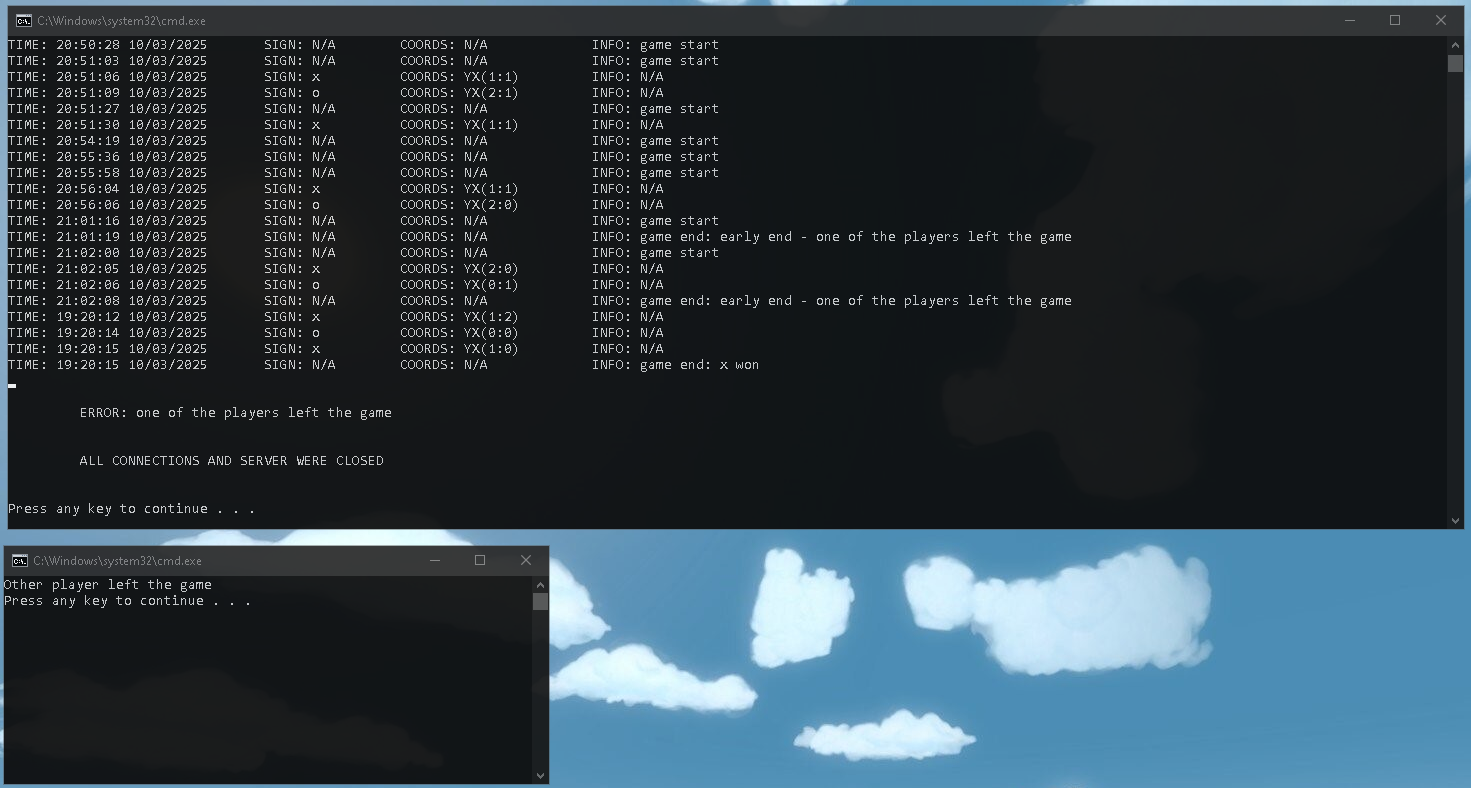 C:\Windows\system32\cmd.exe
TIME: 20:50:28 10/03/2025 SIGN: N/A COORDS: N/A INFO: game start
TIME: 20:51:03 10/03/2025 SIGN: N/A COORDS: N/A INFO: game start
TIME: 20:51:06 10/03/2025 SIGN: x COORDS: YX(1:1) INFO: N/A
TIME: 20:51:09 10/03/2025 SIGN: o COORDS: YX(2:1) INFO: N/A
TIME: 20:51:27 10/03/2025 SIGN: N/A COORDS: N/A INFO: game start
TIME: 20:51:30 10/03/2025 SIGN: x COORDS: YX(1:1) INFO: N/A
TIME: 20:54:19 10/03/2025 SIGN: N/A COORDS: N/A INFO: game start
TIME: 20:55:36 10/03/2025 SIGN: N/A COORDS: N/A INFO: game start
TIME: 20:55:58 10/03/2025 SIGN: N/A COORDS: N/A INFO: game start
TIME: 20:56:04 10/03/2025 SIGN: x COORDS: YX(1:1) INFO: N/A
TIME: 20:56:06 10/03/2025 SIGN: o COORDS: YX(2:0) INFO: N/A
TIME: 21:01:16 10/03/2025 SIGN: N/A COORDS: N/A INFO: game start
TIME: 21:01:19 10/03/2025 SIGN: N/A COORDS: N/A INFO: game end: early end - one of the players left the game
TIME: 21:02:00 10/03/2025 SIGN: N/A COORDS: N/A INFO: game start
TIME: 21:02:05 10/03/2025 SIGN: x COORDS: YX(2:0) INFO: N/A
TIME: 21:02:06 10/03/2025 SIGN: o COORDS: YX(0:1) INFO: N/A
TIME: 21:02:08 10/03/2025 SIGN: N/A COORDS: N/A INFO: game end: early end - one of the players left the game
TIME: 19:20:12 10/03/2025 SIGN: x COORDS: YX(1:2) INFO: N/A
TIME: 19:20:14 10/03/2025 SIGN: o COORDS: YX(0:0) INFO: N/A
TIME: 19:20:15 10/03/2025 SIGN: x COORDS: YX(1:0) INFO: N/A
TIME: 19:20:15 10/03/2025 SIGN: N/A COORDS: N/A INFO: game end: x won
ERROR: one of the players left the game
ALL CONNECTIONS AND SERVER WERE CLOSED
Press any key to continue . . .
C:\Windows\system32\cmd.exe
Other player left the game
Press any key to continue . . .